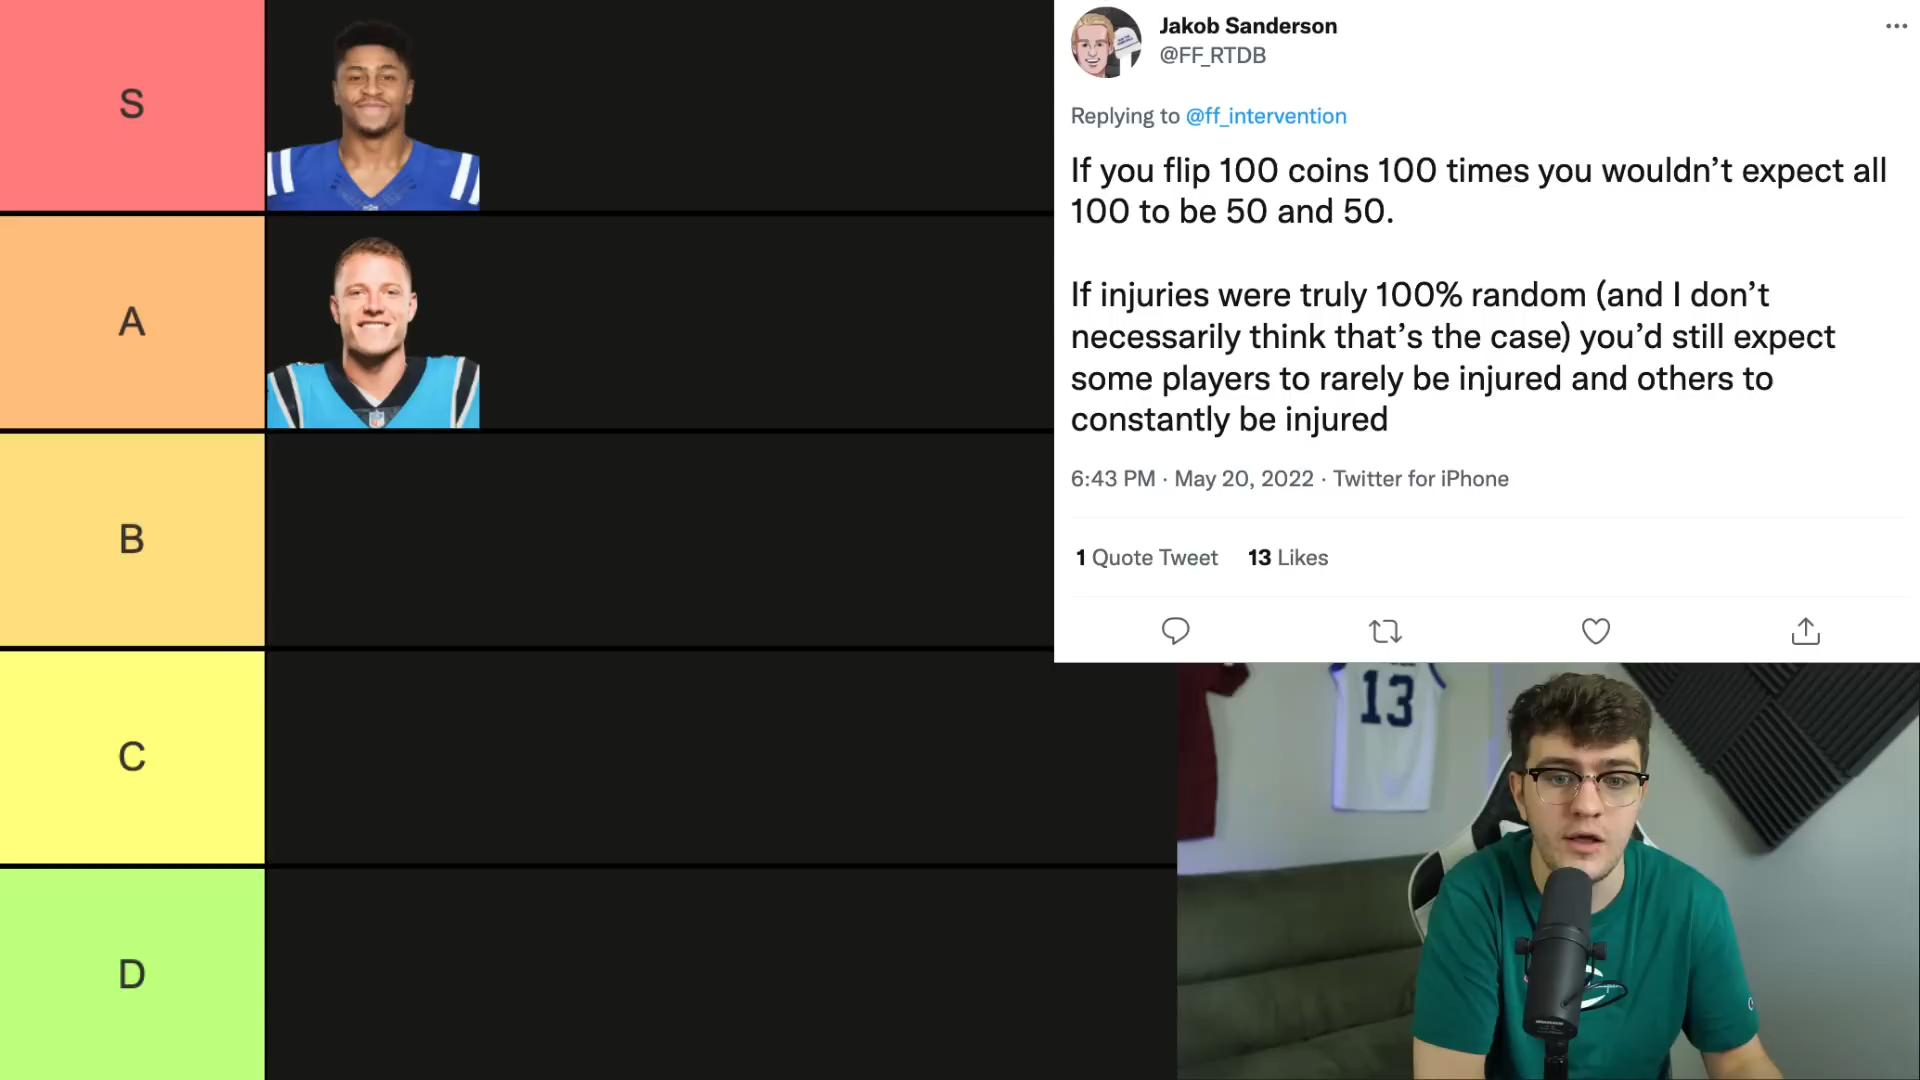 S
A
B
C
D
Jakob Sanderson
@FF_RTDB
Replying to @ff_intervention
If you flip 100 coins 100 times you wouldn’t expect all
100 to be 50 and 50.
If injuries were truly 100% random (and I don’t
necessarily think that’s the case) you’d still expect
some players to rarely be injured and others to
constantly be injured
6:43 PM · May 20, 2022 · Twitter for iPhone
1 Quote Tweet 13 Likes
13